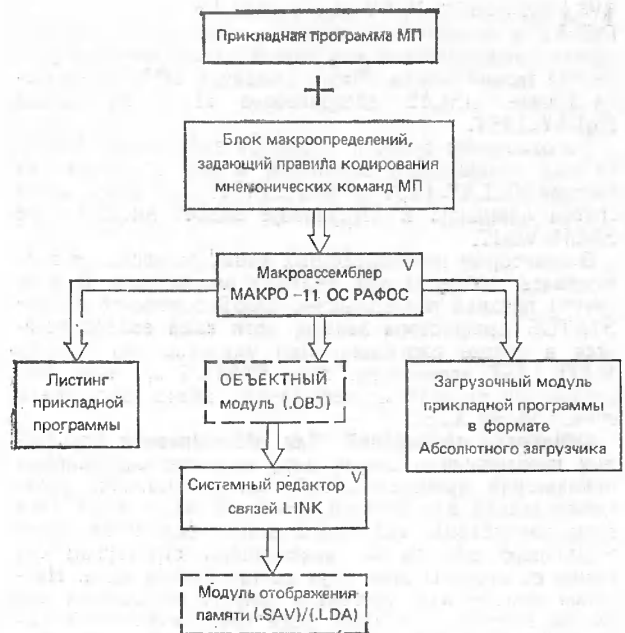 Прикладная программа МП
+
Блок макроопределений,
задающий правила кодирования
мнемонических команд МП
Макроассемблер V
МАКРО-11 ОС РАФОС
Листинг
прикладной
программы
ОБЪЕКТНЫЙ
модуль (.OBJ)
Загрузочный модуль
прикладной программы
в формате
Абсолютного загрузчика
Системный редактор V
связей LINK
Модуль отображения
памяти (.SAV)/(.LDA)